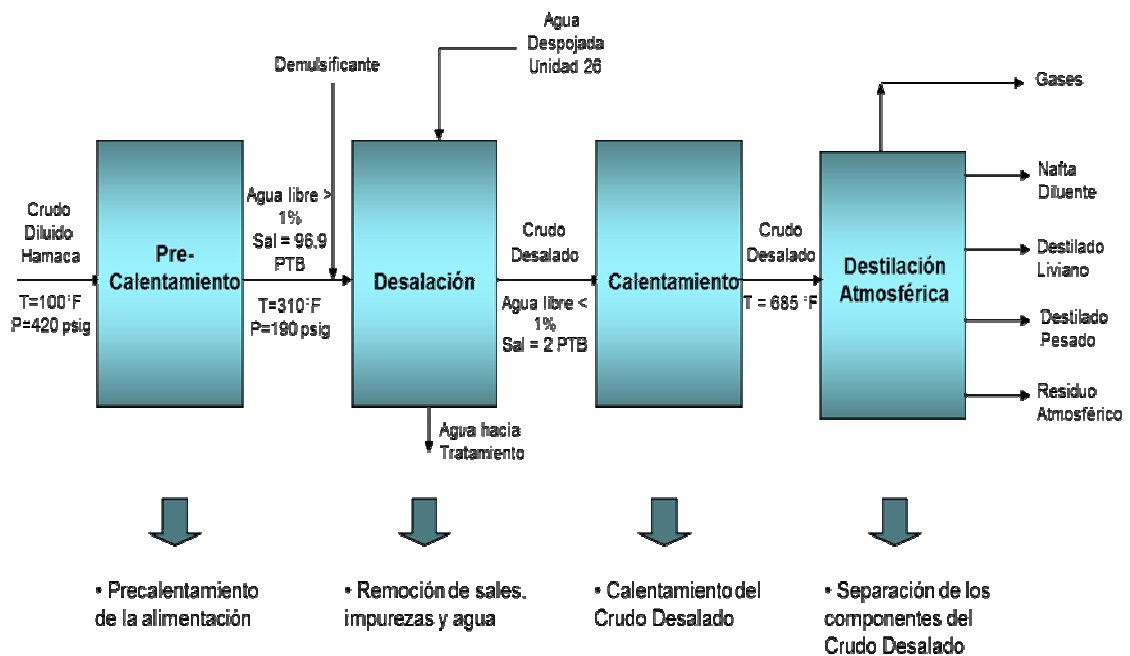 Agua
Despojada
Unidad 26
Demulsificante
Gases
Nafta
Diluente
Destilado
Liviano
Destilado
Pesado
Residuo
Atmosférico
Crudo
Diluido
Hamaca
T=100°F
P=420 psig
Pre-
Calentamiento
Agua libre >
1%
Sal = 96.9
PTB
T=310°F
P=190 psig
Desalación
Agua hacia
Tratamiento
Crudo
Desalado
Agua libre <
1%
Sal = 2 PTB
Calentamiento
Crudo
Desalado
T = 685 °F
Destilación
Atmosférica
• Precalentamiento
de la alimentación
• Remoción de sales,
impurezas y agua
• Calentamiento del
Crudo Desalado
• Separación de los
componentes del
Crudo Desalado